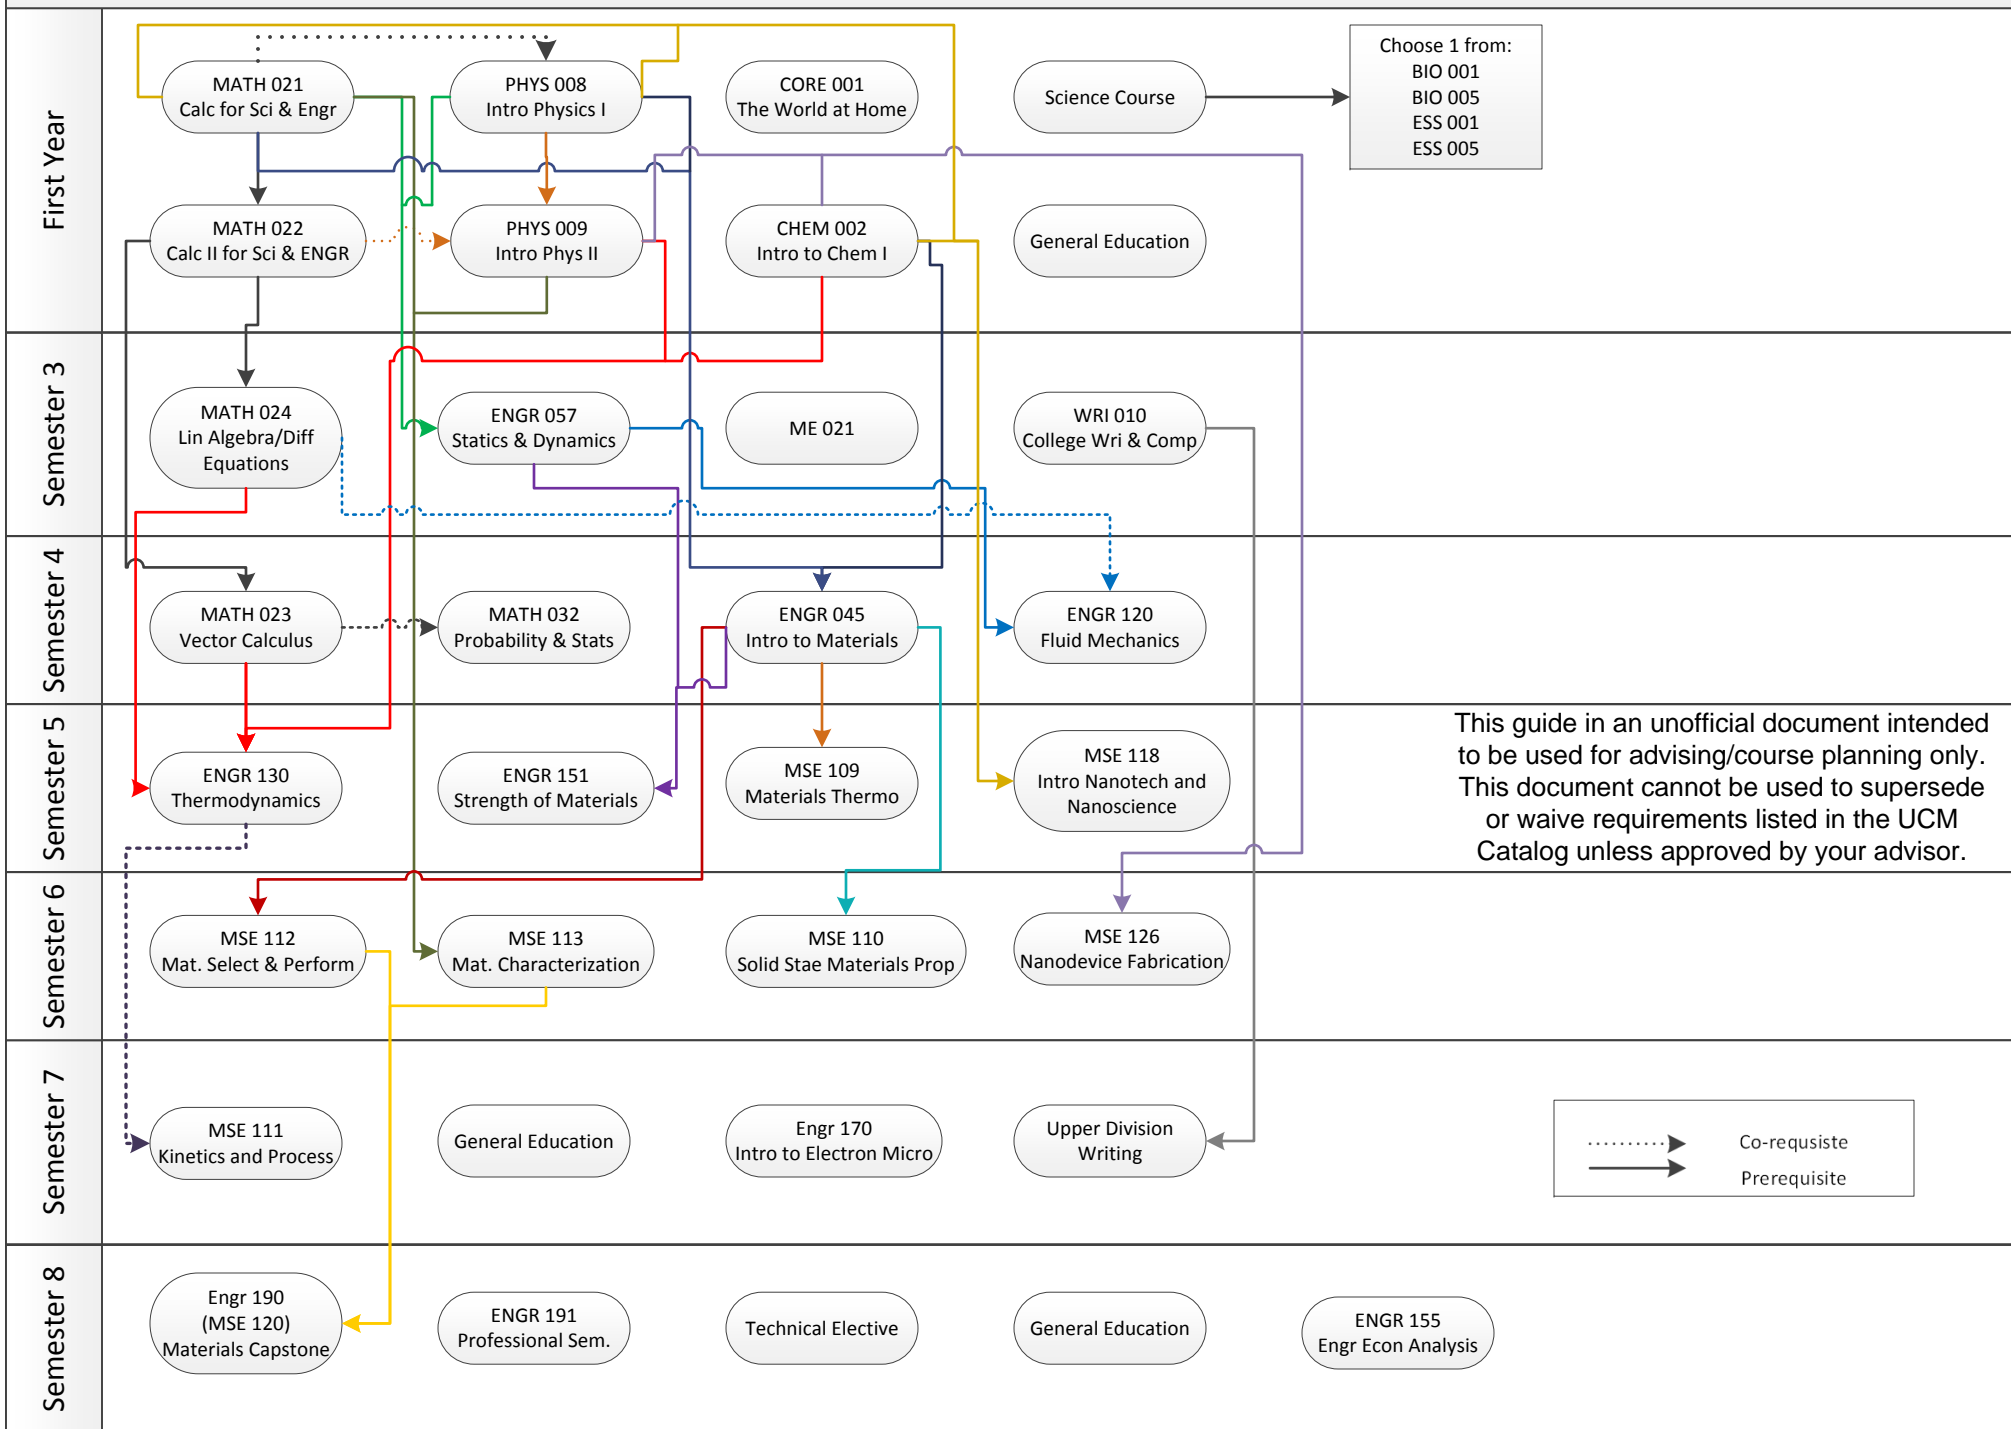 First Year
MATH 021
Calc for Sci & Engr
PHYS 008
Intro Physics I
CORE 001
The World at Home
Science Course
Choose 1 from:
BIO 001
BIO 005
ESS 001
ESS 005
MATH 022
Calc II for Sci & ENGR
PHYS 009
Intro Phys II
CHEM 002
Intro to Chem I
General Education
Semester 3
MATH 024
Lin Algebra/Diff
Equations
ENGR 057
Statics & Dynamics
ME 021
WRI 010
College Wri & Comp
Semester 4
MATH 023
Vector Calculus
MATH 032
Probability & Stats
ENGR 045
Intro to Materials
ENGR 120
Fluid Mechanics
Semester 5
ENGR 130
Thermodynamics
ENGR 151
Strength of Materials
MSE 109
Materials Thermo
MSE 118
Intro Nanotech and
Nanoscience
This guide in an unofficial document intended
to be used for advising/course planning only.
This document cannot be used to supersede
or waive requirements listed in the UCM
Catalog unless approved by your advisor.
Semester 6
MSE 112
Mat. Select & Perform
MSE 113
Mat. Characterization
MSE 110
Solid Stae Materials Prop
MSE 126
Nanodevice Fabrication
Semester 7
MSE 111
Kinetics and Process
General Education
Engr 170
Intro to Electron Micro
Upper Division
Writing
Co-requsiste
Prerequisite
Semester 8
Engr 190
(MSE 120)
Materials Capstone
ENGR 191
Professional Sem.
Technical Elective
General Education
ENGR 155
Engr Econ Analysis